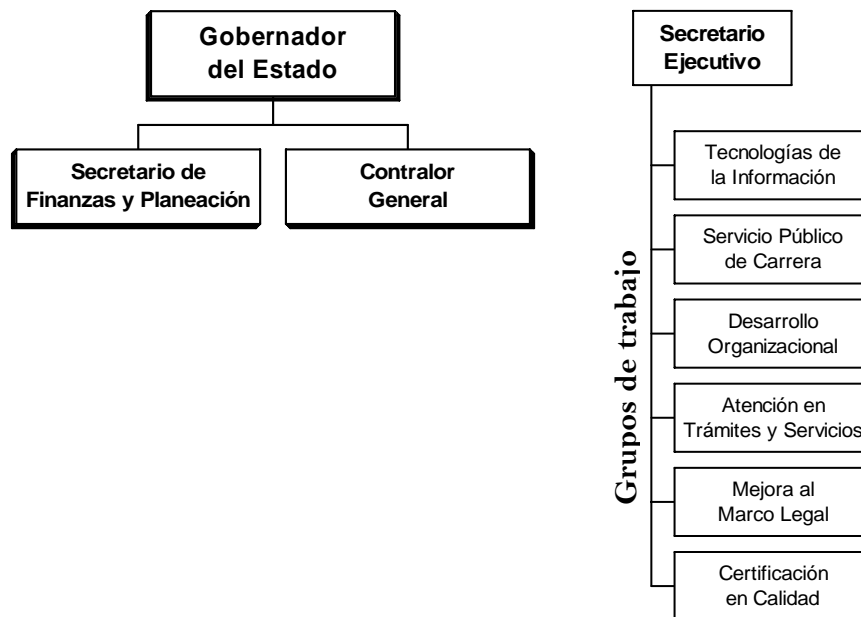 Gobernador
del Estado
Secretario de
Finanzas y Planeación
Contralor
General
Secretario
Ejecutivo
Grupos de trabajo
Tecnologías de
la Información
Servicio Público
de Carrera
Desarrollo
Organizacional
Atención en
Trámites y Servicios
Mejora al
Marco Legal
Certificación
en Calidad